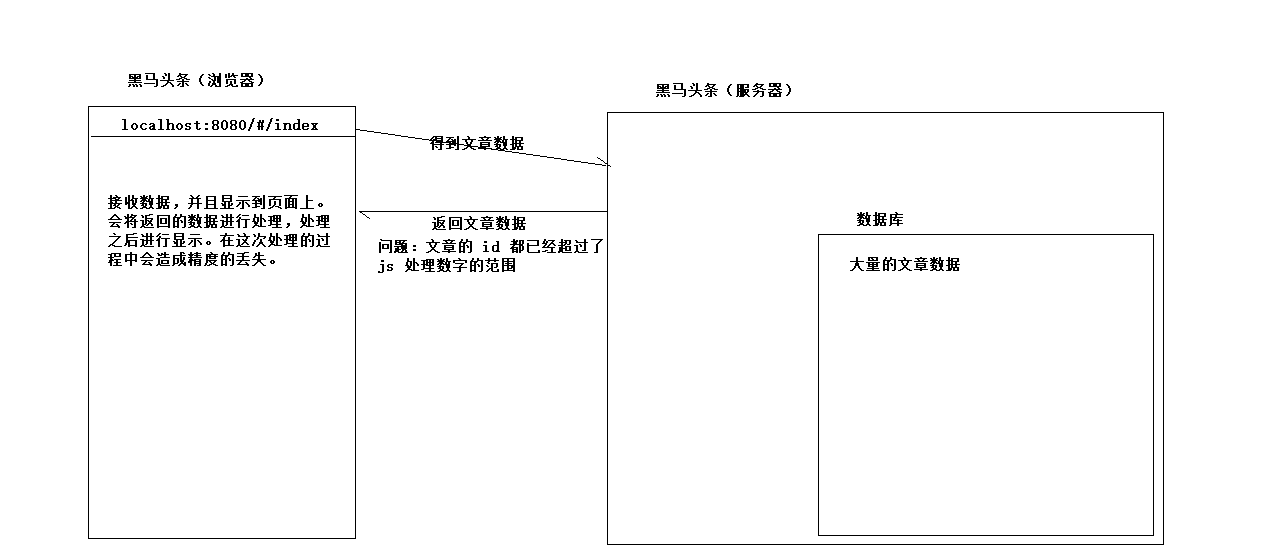 黑马头条（浏览器）
黑马头条（服务器）
localhost:8080/#/index
得到文章数据
接收数据，并且显示到页面上。
会将返回的数据进行处理，处理
之后进行显示。在这次处理的过
程中会造成精度的丢失。
返回文章数据
问题：文章的 id 都已经超过了
js 处理数字的范围
数据库
大量的文章数据